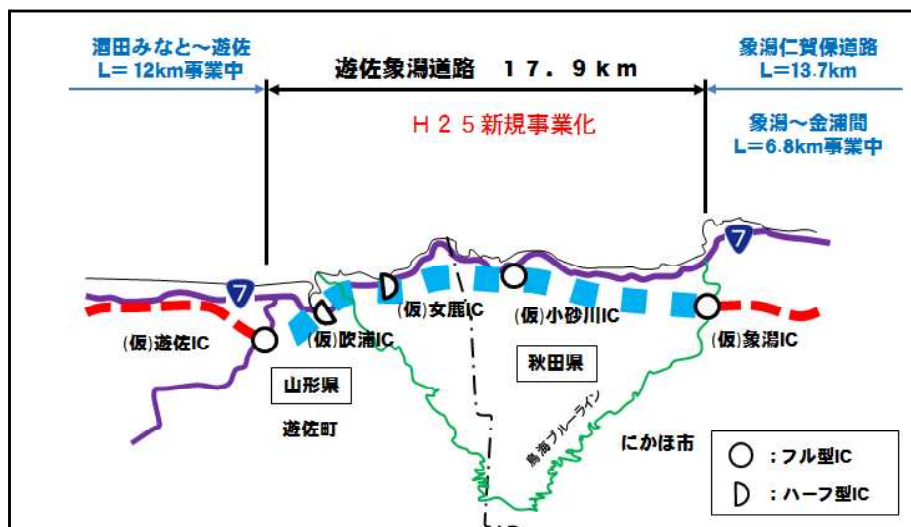 酒田みなと～遊佐
L= 12km事業中
遊佐象潟道路 17．9ｋｍ
象潟仁賀保道路
L=13.7km
Ｈ２５新規事業化
象潟～金浦間
L=6.8km事業中
7
7
(仮)遊佐IC
(仮)吹浦IC
(仮)女鹿IC
(仮)小砂川IC
(仮)象潟IC
山形県
遊佐町
秋田県
鳥海ブルーライン
にかほ市
：フル型IC
：ハーフ型IC